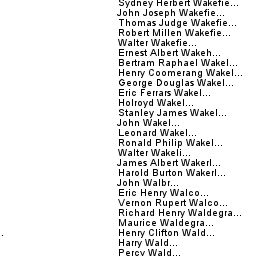 Sydney Herbert Wakefie...
John Joseph Wakefie...
Thomas Judge Wakefie...
Robert Millen Wakefie...
Walter Wakefie...
Ernest Albert Wakeh...
Bertram Raphael Wakel...
Henry Coomerang Wakel...
George Douglas Wakel...
Eric Ferrars Wakel...
Holroyd Wakel...
Stanley James Wakel...
John Wakel...
Leonard Wakel...
Ronald Philip Wakel...
Walter Wakeli...
James Albert Wakerl...
Harold Burton Wakerl...
John Walbr...
Eric Henry Walco...
Vernon Rupert Walco...
Richard Henry Waldegra...
Maurice Waldegra...
Henry Clifton Wald...
Harry Wald...
Percy Wald...